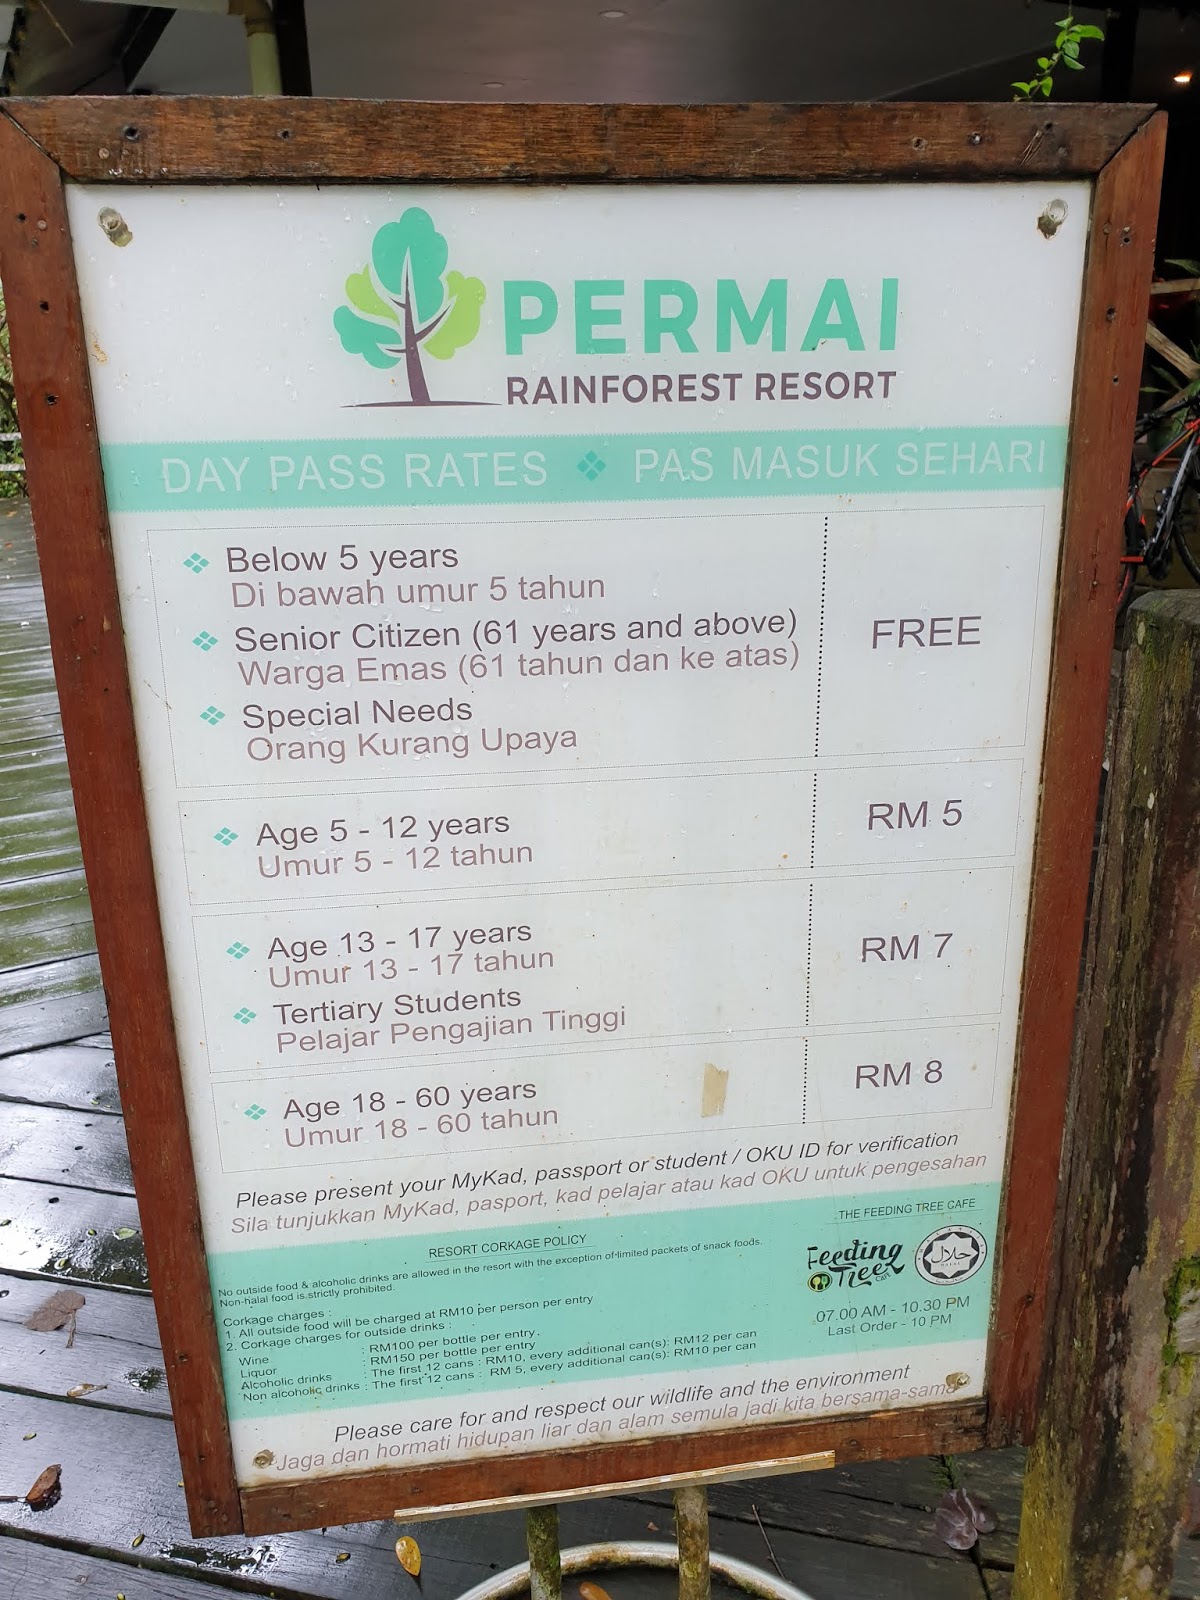 PERMAI
RAINFOREST RESORT
DAY PASS RATES
PAS MASUK SEHARI
Below 5 years
Di bawah umur 5 tahun
Senior Citizen (61 years and above)
Warga Emas (61 tahun dan ke atas)
Special Needs
Orang Kurang Upaya
FREE
Age 5 - 12 years
Umur 5 - 12 tahun
RM 5
Age 13 - 17 years
Umur 13 - 17 tahun
Tertiary Students
Pelajar Pengajian Tinggi
RM 7
Age 18 - 60 years
Umur 18 - 60 tahun
RM 8
Please present your MyKad, passport or student / OKU ID for verification
Sila tunjukkan MyKad, pasport, kad pelajar atau kad OKU untuk pengesahan
RESORT CORKAGE POLICY
No outside food & alcoholic drinks are allowed in the resort with the exception of limited packets of snack foods.
Non-halal food is strictly prohibited.
Corkage charges :
1. All outside food will be charged at RM10 per person per entry
2. Corkage charges for outside drinks :
Wine : RM100 per bottle per entry.
Liquor : RM150 per bottle per entry
Alcoholic drinks : The first 12 cans : RM10, every additional can(s): RM12 per can
Non alcoholic drinks : The first 12 cans : RM 5, every additional can(s): RM10 per can
THE FEEDING TREE CAFE
Feeding
Tree
CAFE
حلال
HALAL
07.00 AM - 10.30 PM
Last Order - 10 PM
Please care for and respect our wildlife and the environment
Jaga dan hormati hidupan liar dan alam semula jadi kita bersama-sama